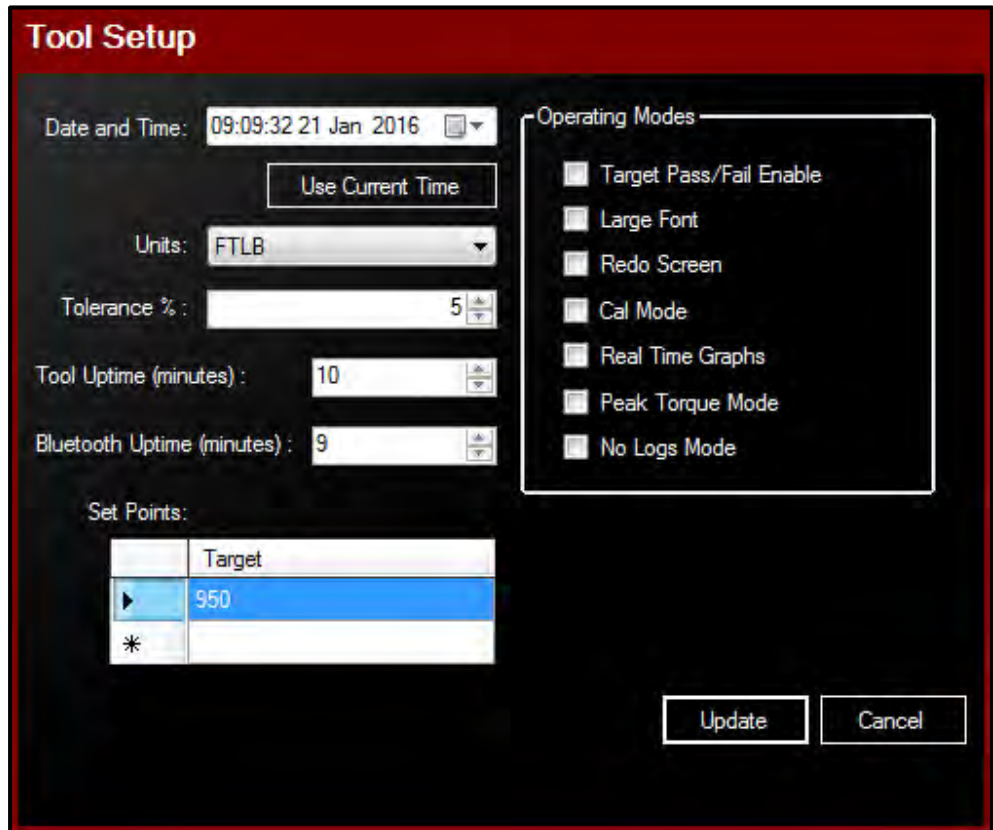 Tool Setup
Date and Time: 09:09:32 21 Jan 2016
Use Current Time
Units: FTLB
Tolerance % : 5
Tool Uptime (minutes) : 10
Bluetooth Uptime (minutes) : 9
Set Points:
Target
950
Operating Modes
Target Pass/Fail Enable
Large Font
Redo Screen
Cal Mode
Real Time Graphs
Peak Torque Mode
No Logs Mode
Update
Cancel